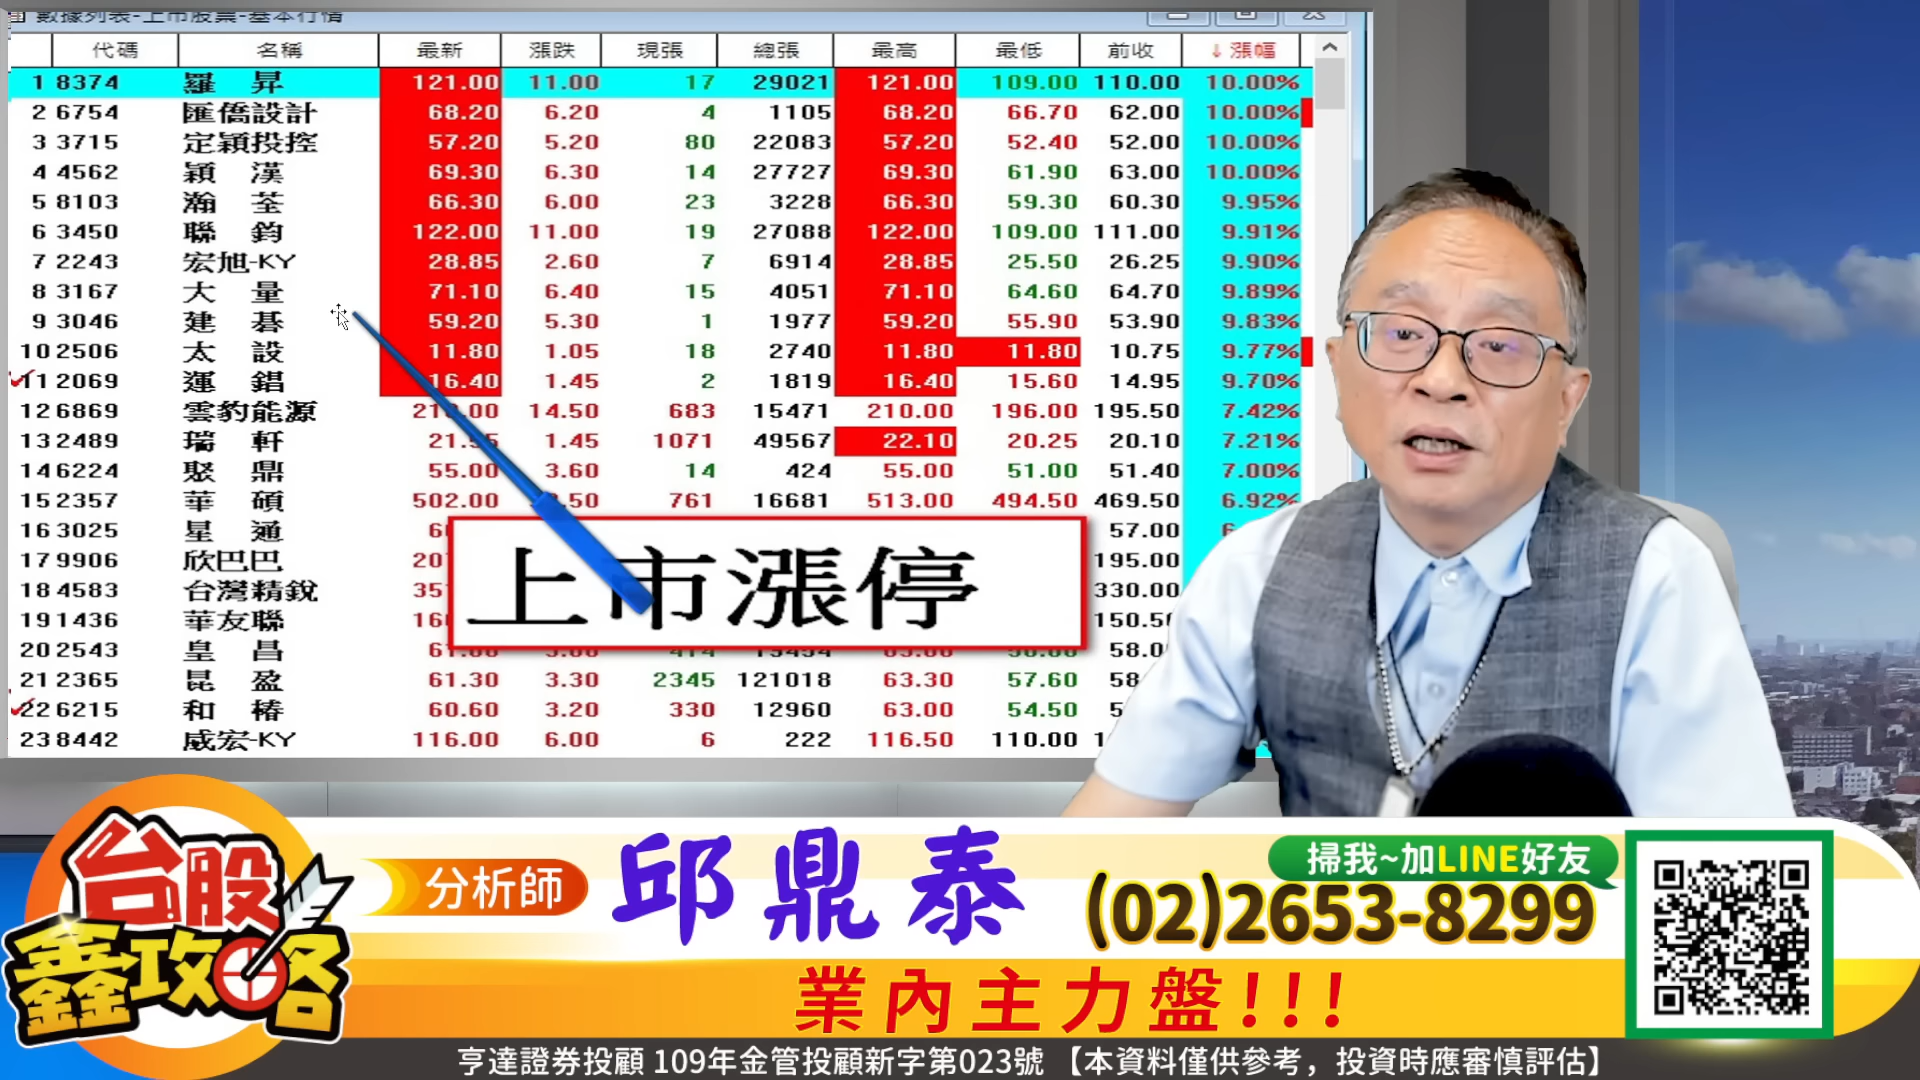 數據列表-上市股票-基本行情
代碼 名稱 最新 漲跌 現張 總張 最高 最低 前收 ↓漲幅
1 8374 羅昇 121.00 11.00 17 29021 121.00 109.00 110.00 10.00%
2 6754 匯僑設計 68.20 6.20 4 1105 68.20 66.70 62.00 10.00%
3 3715 定穎投控 57.20 5.20 80 22083 57.20 52.40 52.00 10.00%
4 4562 穎漢 69.30 6.30 14 27727 69.30 61.90 63.00 10.00%
5 8103 瀚荃 66.30 6.00 23 3228 66.30 59.30 60.30 9.95%
6 3450 聯鈞 122.00 11.00 19 27088 122.00 109.00 111.00 9.91%
7 2243 宏旭-KY 28.85 2.60 7 6914 28.85 25.50 26.25 9.90%
8 3167 大量 71.10 6.40 15 4051 71.10 64.60 64.70 9.89%
9 3046 建碁 59.20 5.30 1 1977 59.20 55.90 53.90 9.83%
10 2506 太設 11.80 1.05 18 2740 11.80 11.80 10.75 9.77%
11 2069 運錩 16.40 1.45 2 1819 16.40 15.60 14.95 9.70%
12 6869 雲豹能源 210.00 14.50 683 15471 210.00 196.00 195.50 7.42%
13 2489 瑞軒 21.55 1.45 1071 49567 22.10 20.25 20.10 7.21%
14 6224 聚鼎 55.00 3.60 14 424 55.00 51.00 51.40 7.00%
15 2357 華碩 502.00 .50 761 16681 513.00 494.50 469.50 6.92%
16 3025 星通 57.00
17 9906 欣巴巴 195.00
18 4583 台灣精銳 330.00
19 1436 華友聯
20 2543 皇昌
21 2365 昆盈 61.30 3.30 2345 121018 63.30 57.60
22 6215 和椿 60.60 3.20 330 12960 63.00 54.50
23 8442 威宏-KY 116.00 6.00 6 222 116.50 110.00
上市漲停
台股
鑫攻略
分析師
邱鼎泰
掃我~加LINE好友
(02)2653-8299
業內主力盤!!!
亨達證券投顧 109年金管投顧新字第023號 【本資料僅供參考，投資時應審慎評估】